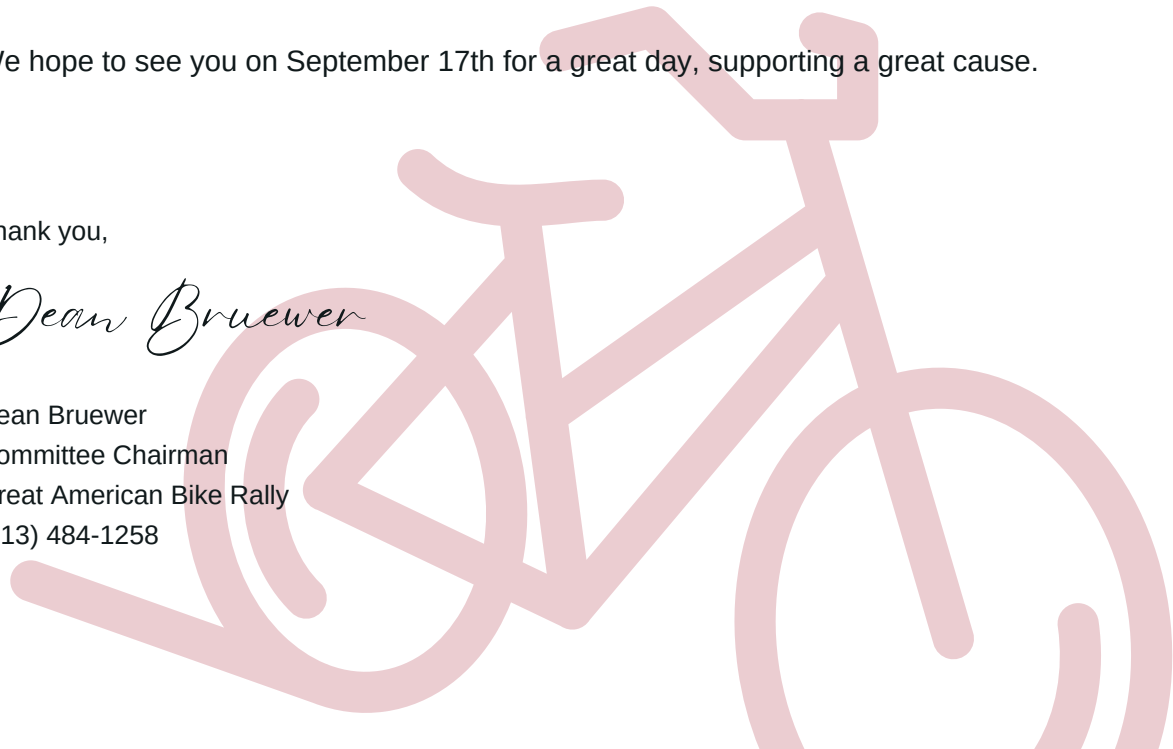 e hope to see you on September 17th for a great day, supporting a great cause.
hank you,
Dean Bruewer
ean Bruewer
ommittee Chairman
reat American Bike Rally
13) 484-1258